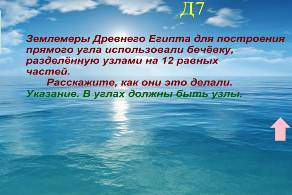 Д7
Землемеры Древнего Египта для построения
прямого угла использовали бечёвку,
разделённую узлами на 12 равных
частей.
Расскажите, как они это делали.
Указание. В углах должны быть узлы.